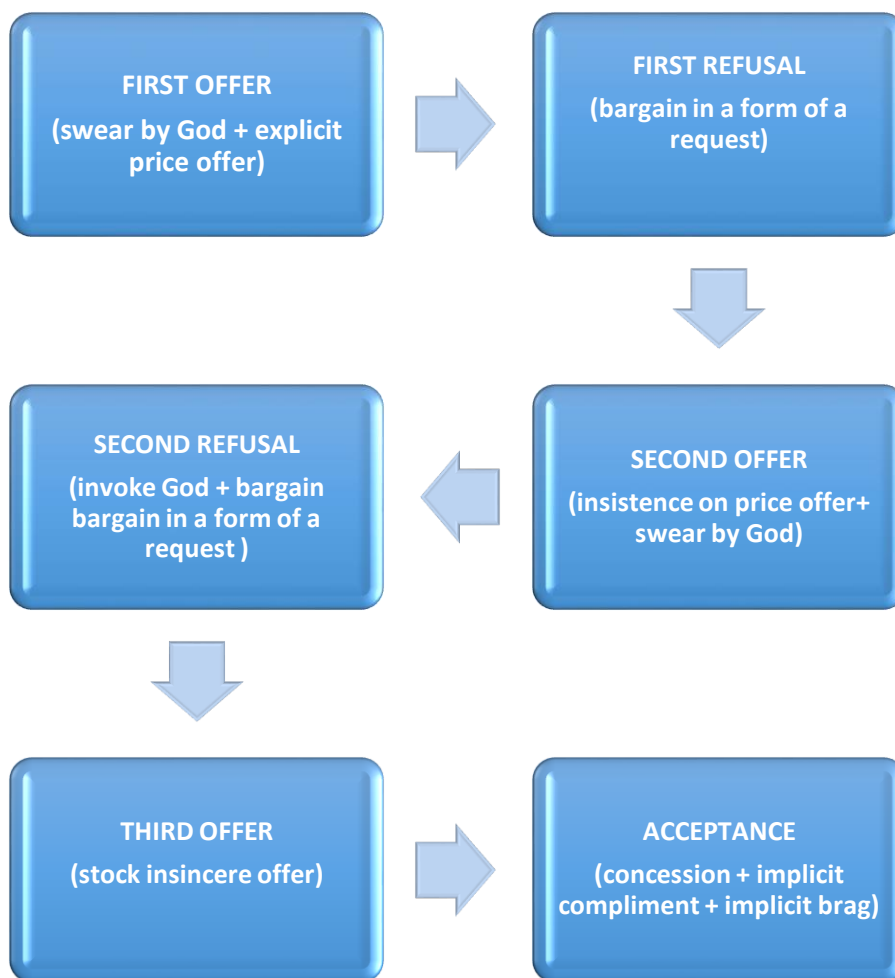 FIRST OFFER
(swear by God + explicit
price offer)
FIRST REFUSAL
(bargain in a form of a
request)
SECOND OFFER
(insistence on price offer+
swear by God)
SECOND REFUSAL
(invoke God + bargain
bargain in a form of a
request )
THIRD OFFER
(stock insincere offer)
ACCEPTANCE
(concession + implicit
compliment + implicit brag)